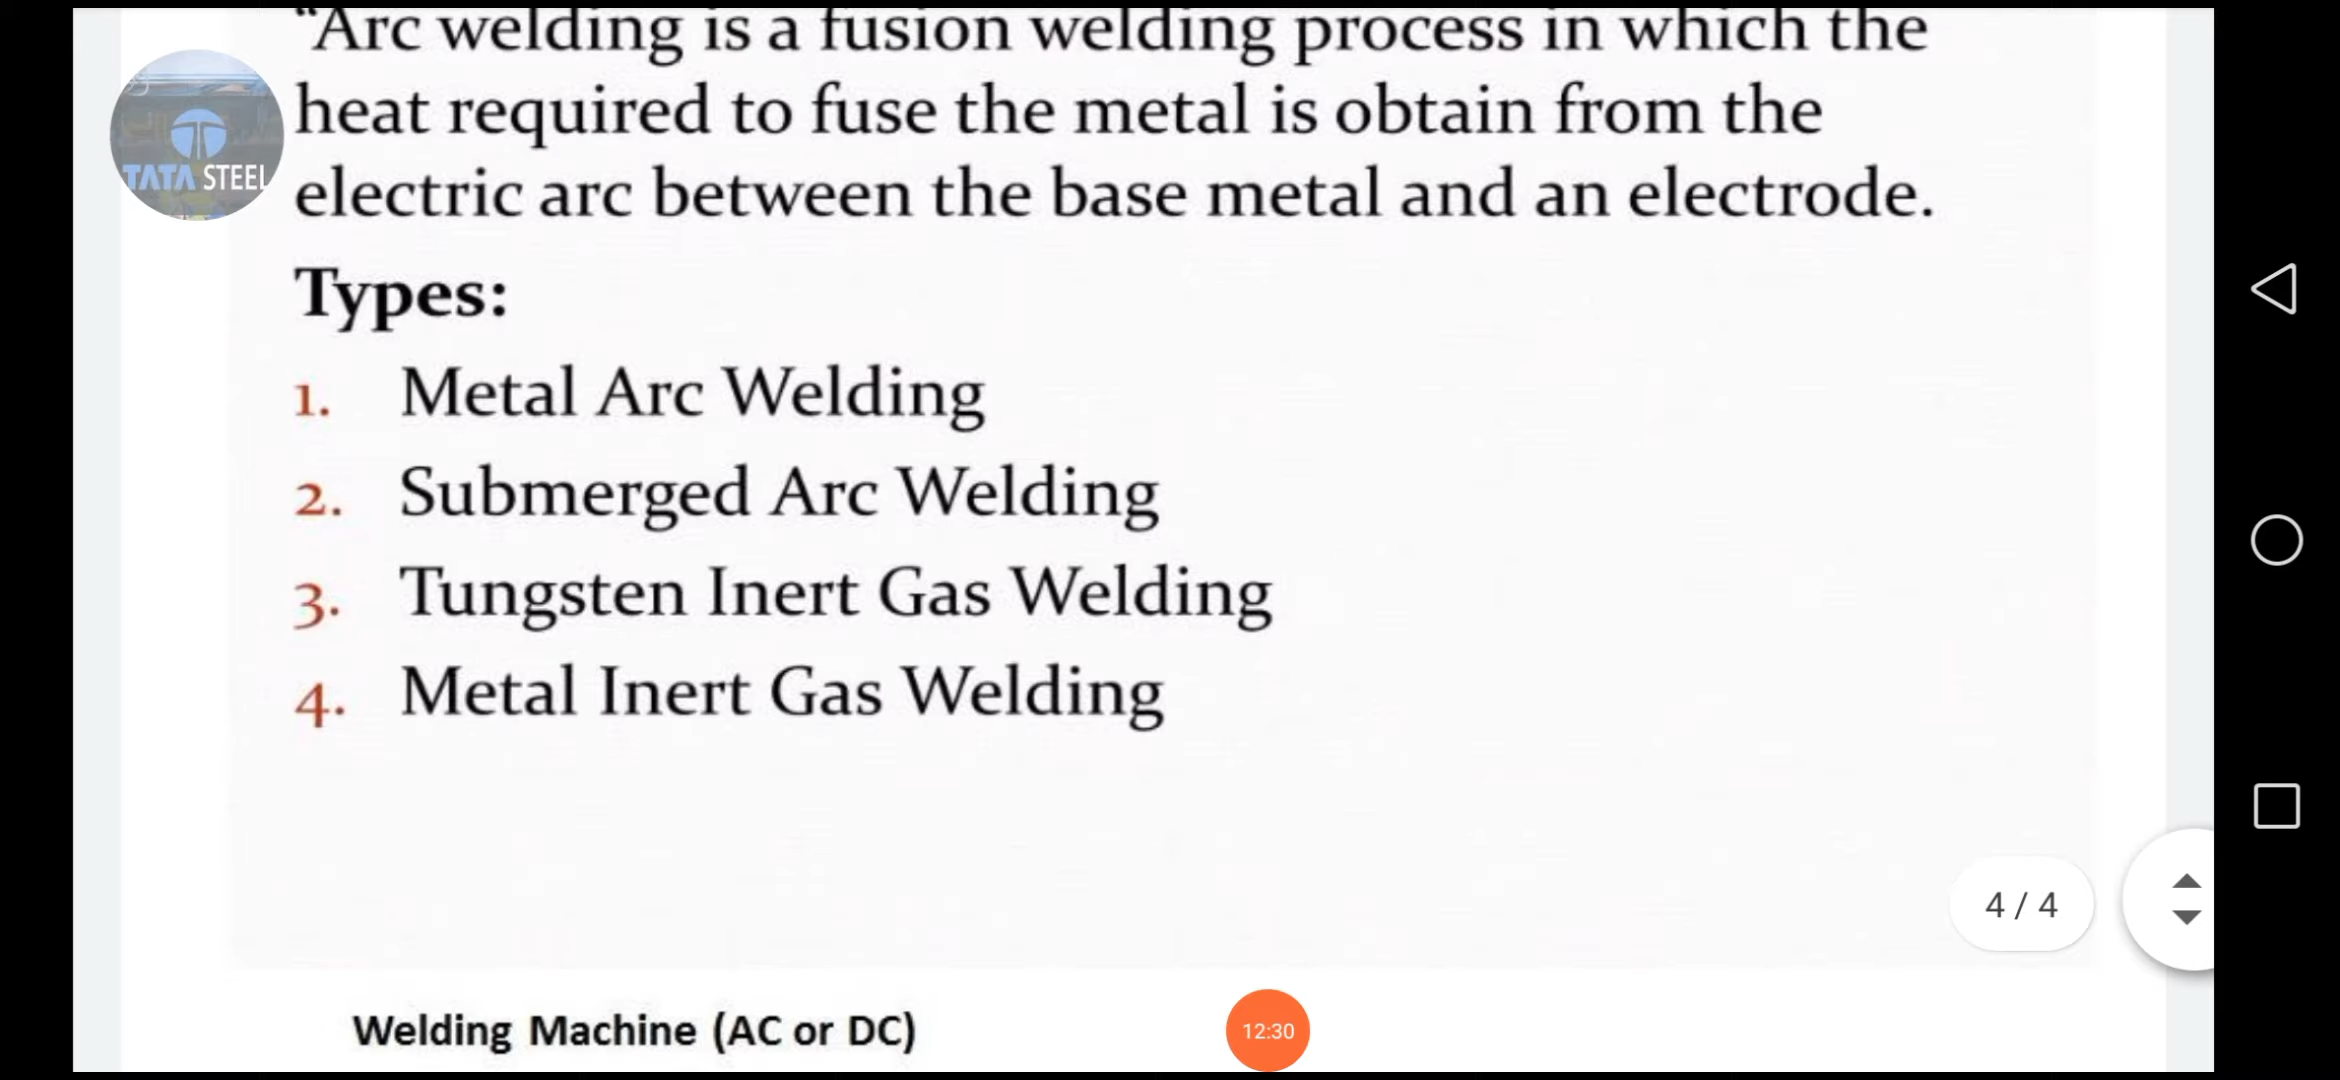 "Arc welding is a fusion welding process in which the
heat required to fuse the metal is obtain from the
electric arc between the base metal and an electrode.
TATA STEEL
Types:
1. Metal Arc Welding
2. Submerged Arc Welding
3. Tungsten Inert Gas Welding
4. Metal Inert Gas Welding
4 / 4
Welding Machine (AC or DC)
12:30